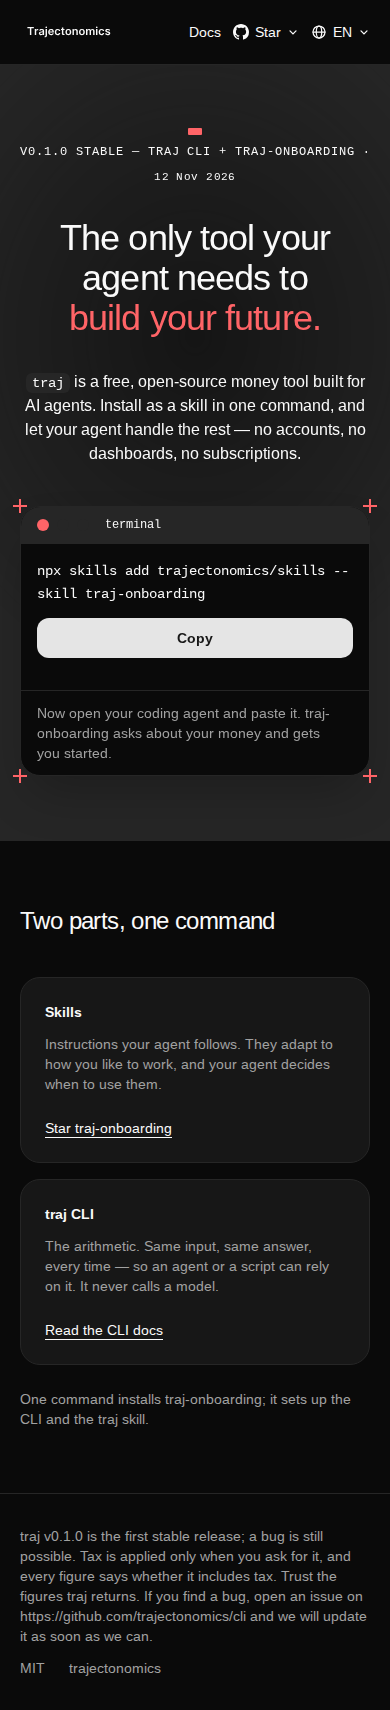 Trajectonomics
Docs
Star
EN
V0.1.0 STABLE — TRAJ CLI + TRAJ-ONBOARDING ·
12 Nov 2026
The only tool your
agent needs to
build your future.
traj is a free, open-source money tool built for
AI agents. Install as a skill in one command, and
let your agent handle the rest — no accounts, no
dashboards, no subscriptions.
terminal
npx skills add trajectonomics/skills --
skill traj-onboarding
Copy
Now open your coding agent and paste it. traj-
onboarding asks about your money and gets
you started.
Two parts, one command
Skills
Instructions your agent follows. They adapt to
how you like to work, and your agent decides
when to use them.
Star traj-onboarding
traj CLI
The arithmetic. Same input, same answer,
every time — so an agent or a script can rely
on it. It never calls a model.
Read the CLI docs
One command installs traj-onboarding; it sets up the
CLI and the traj skill.
traj v0.1.0 is the first stable release; a bug is still
possible. Tax is applied only when you ask for it, and
every figure says whether it includes tax. Trust the
figures traj returns. If you find a bug, open an issue on
https://github.com/trajectonomics/cli and we will update
it as soon as we can.
MIT
trajectonomics